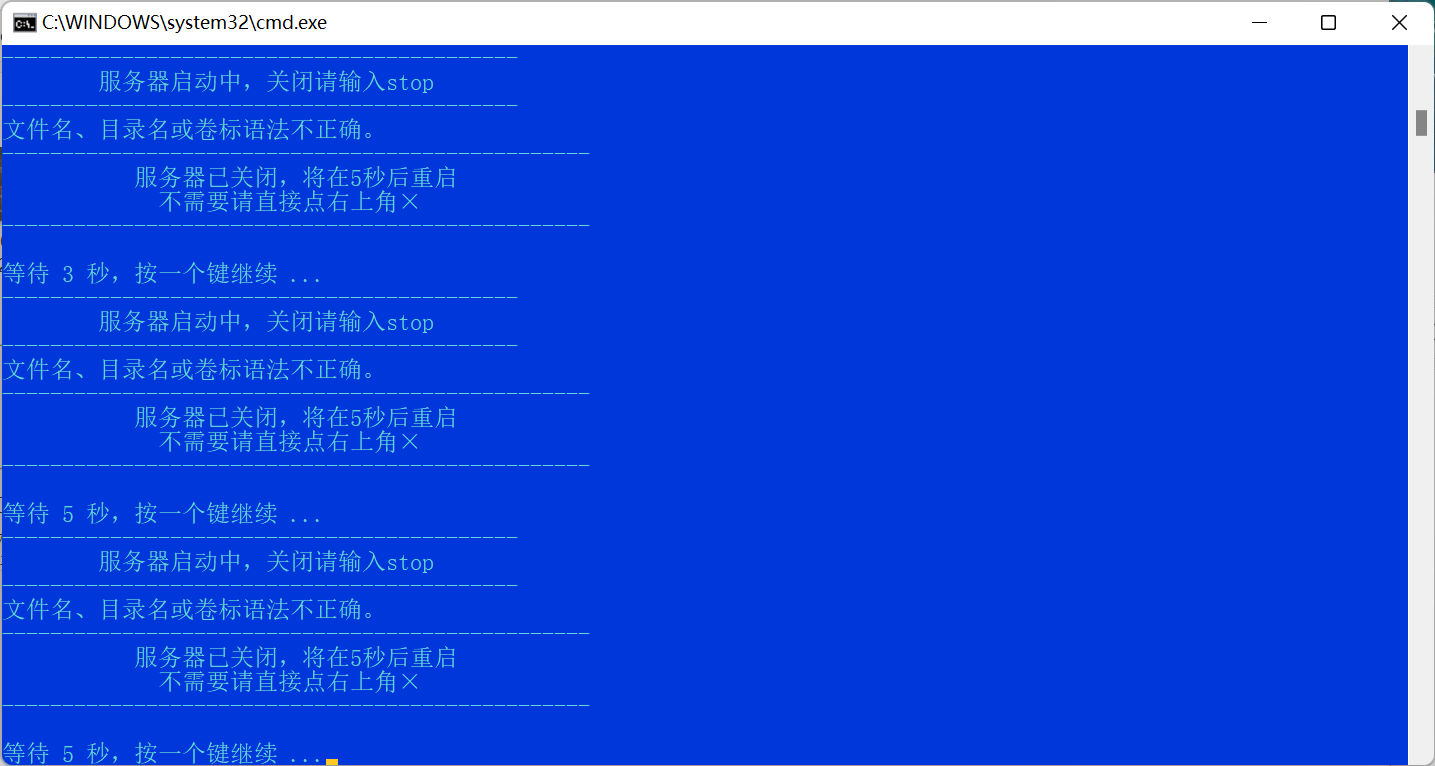 C:\WINDOWS\system32\cmd.exe
-------------------------------------------
服务器启动中，关闭请输入stop
-------------------------------------------
文件名、目录名或卷标语法不正确。
-------------------------------------------------
服务器已关闭，将在5秒后重启
不需要请直接点右上角×
-------------------------------------------------
等待 3 秒，按一个键继续 ...
-------------------------------------------
服务器启动中，关闭请输入stop
-------------------------------------------
文件名、目录名或卷标语法不正确。
-------------------------------------------------
服务器已关闭，将在5秒后重启
不需要请直接点右上角×
-------------------------------------------------
等待 5 秒，按一个键继续 ...
-------------------------------------------
服务器启动中，关闭请输入stop
-------------------------------------------
文件名、目录名或卷标语法不正确。
-------------------------------------------------
服务器已关闭，将在5秒后重启
不需要请直接点右上角×
-------------------------------------------------
等待 5 秒，按一个键继续 ...